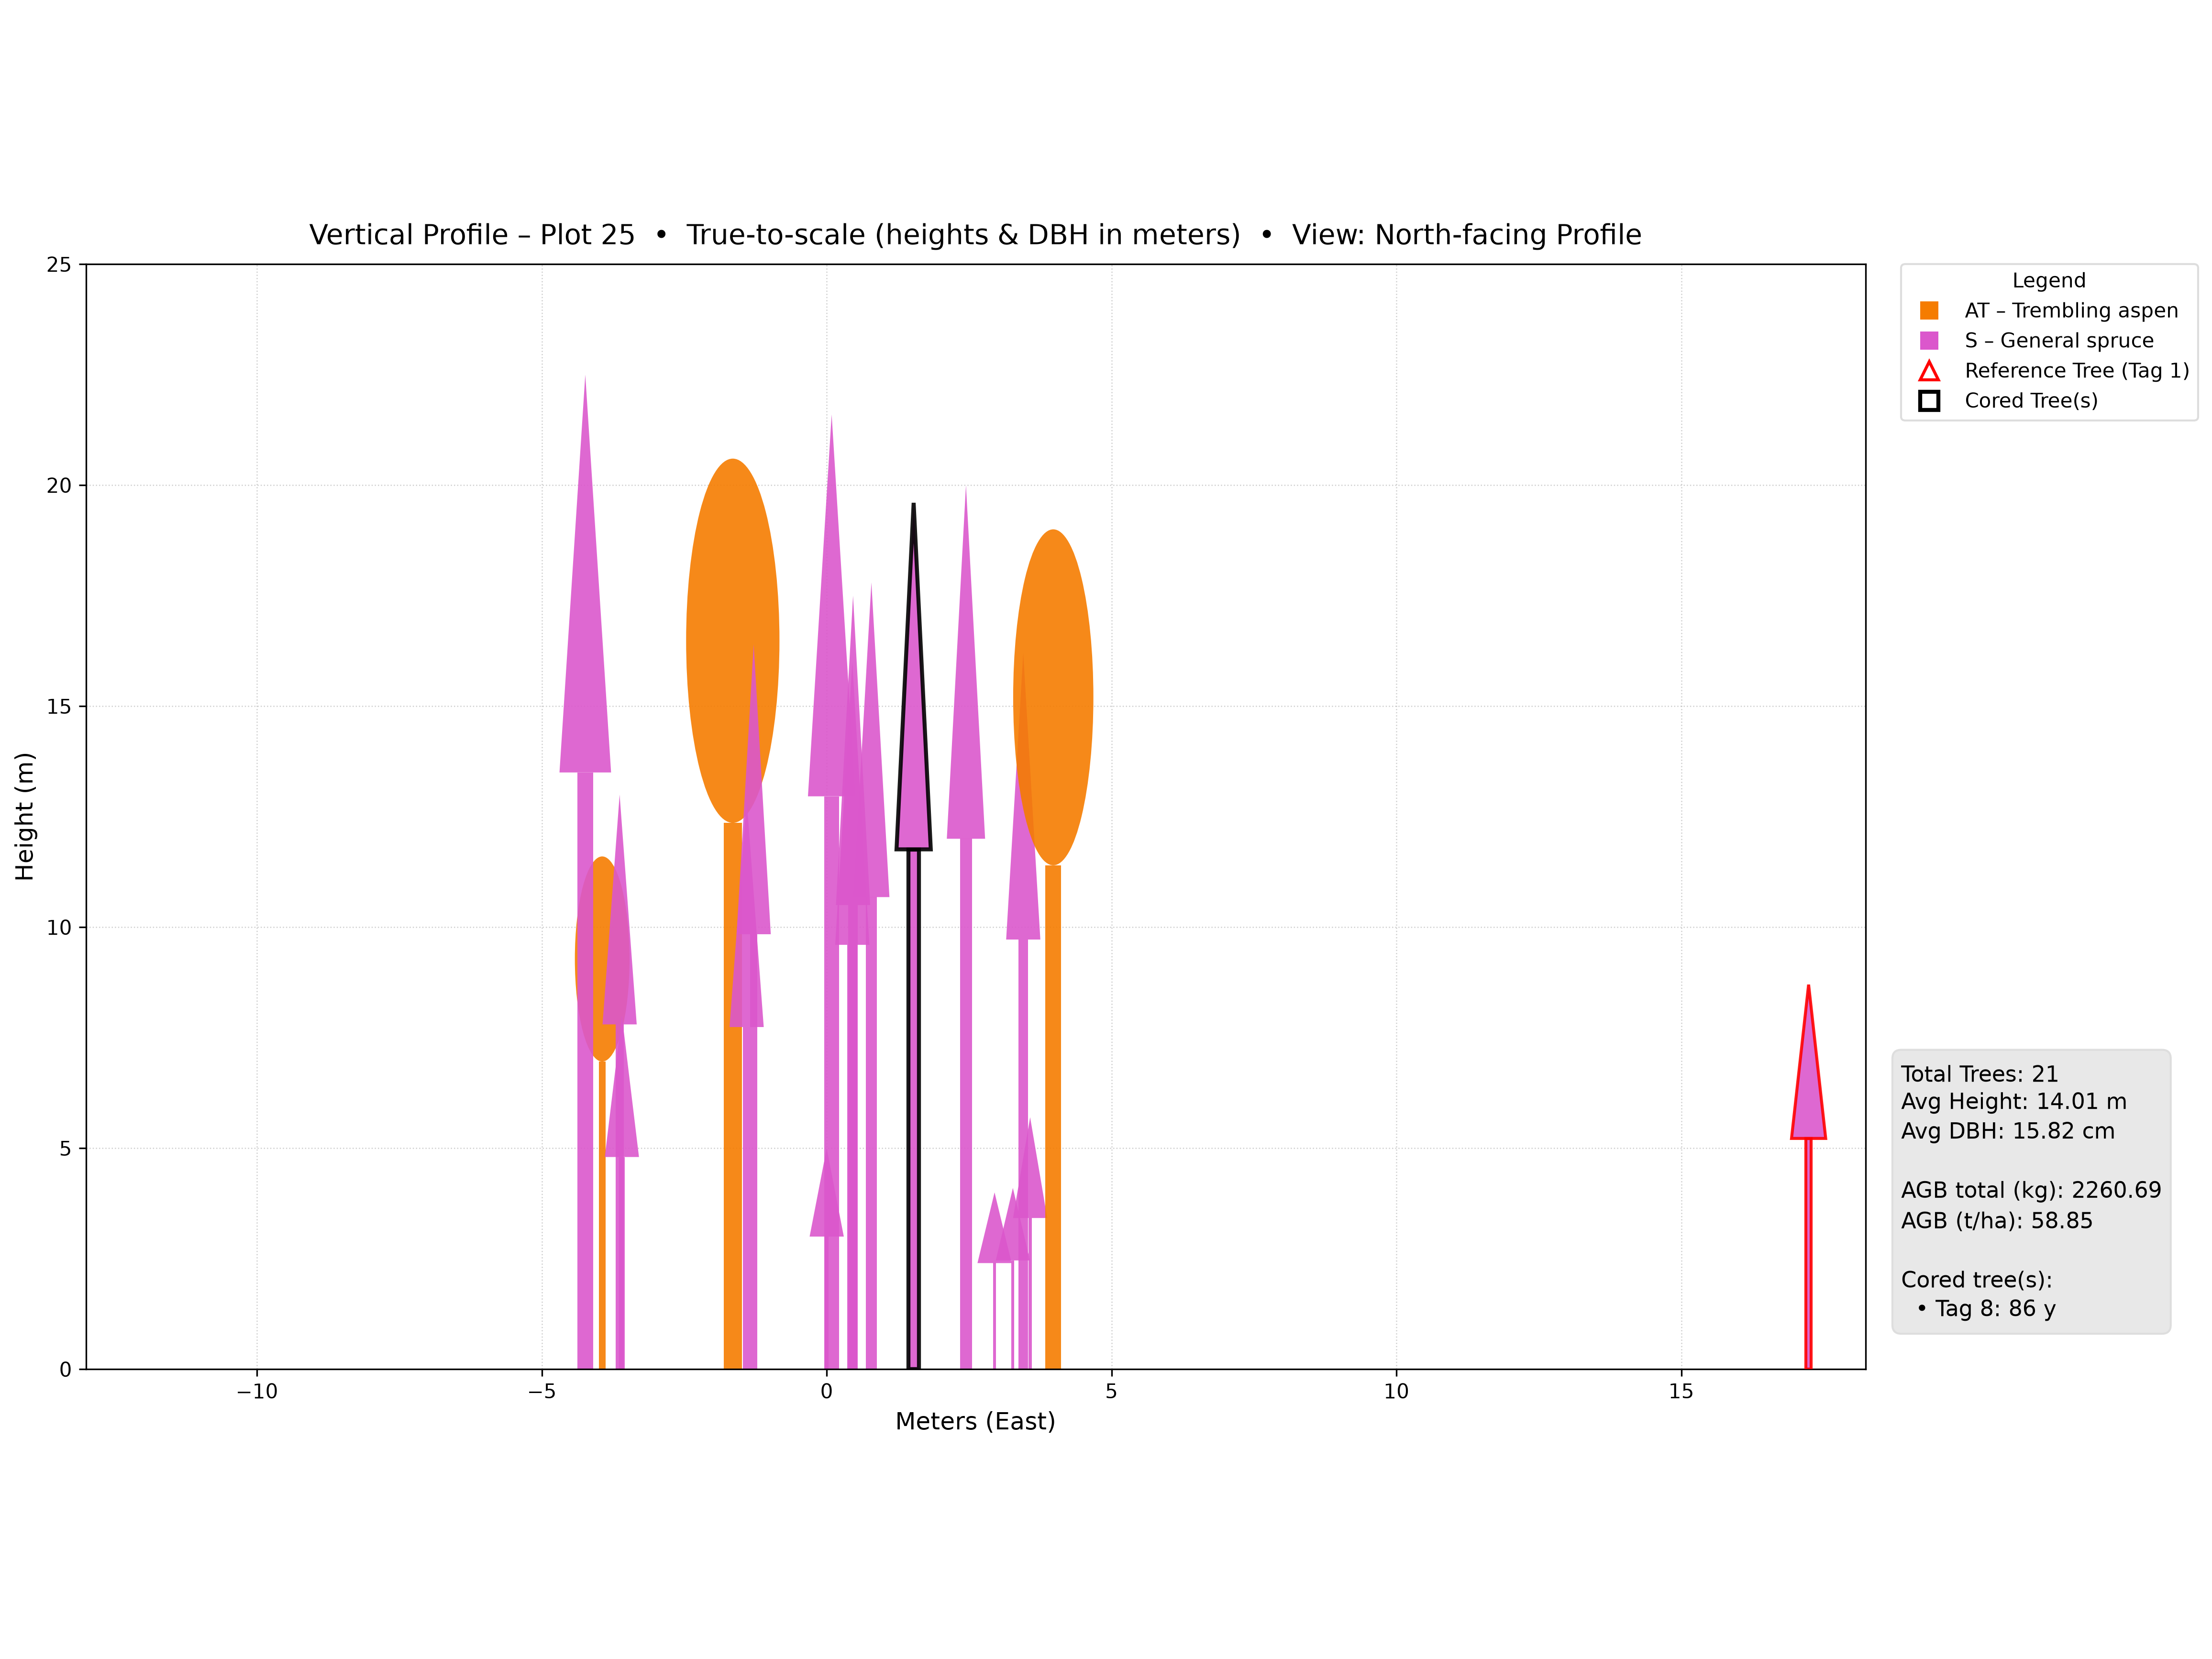 Vertical Profile – Plot 25 • True-to-scale (heights & DBH in meters) • View: North-facing Profile
25
20
15
10
5
0
Height (m)
−10
−5
0
5
10
15
Meters (East)
Legend
AT – Trembling aspen
S – General spruce
Reference Tree (Tag 1)
Cored Tree(s)
Total Trees: 21
Avg Height: 14.01 m
Avg DBH: 15.82 cm
AGB total (kg): 2260.69
AGB (t/ha): 58.85
Cored tree(s):
• Tag 8: 86 y